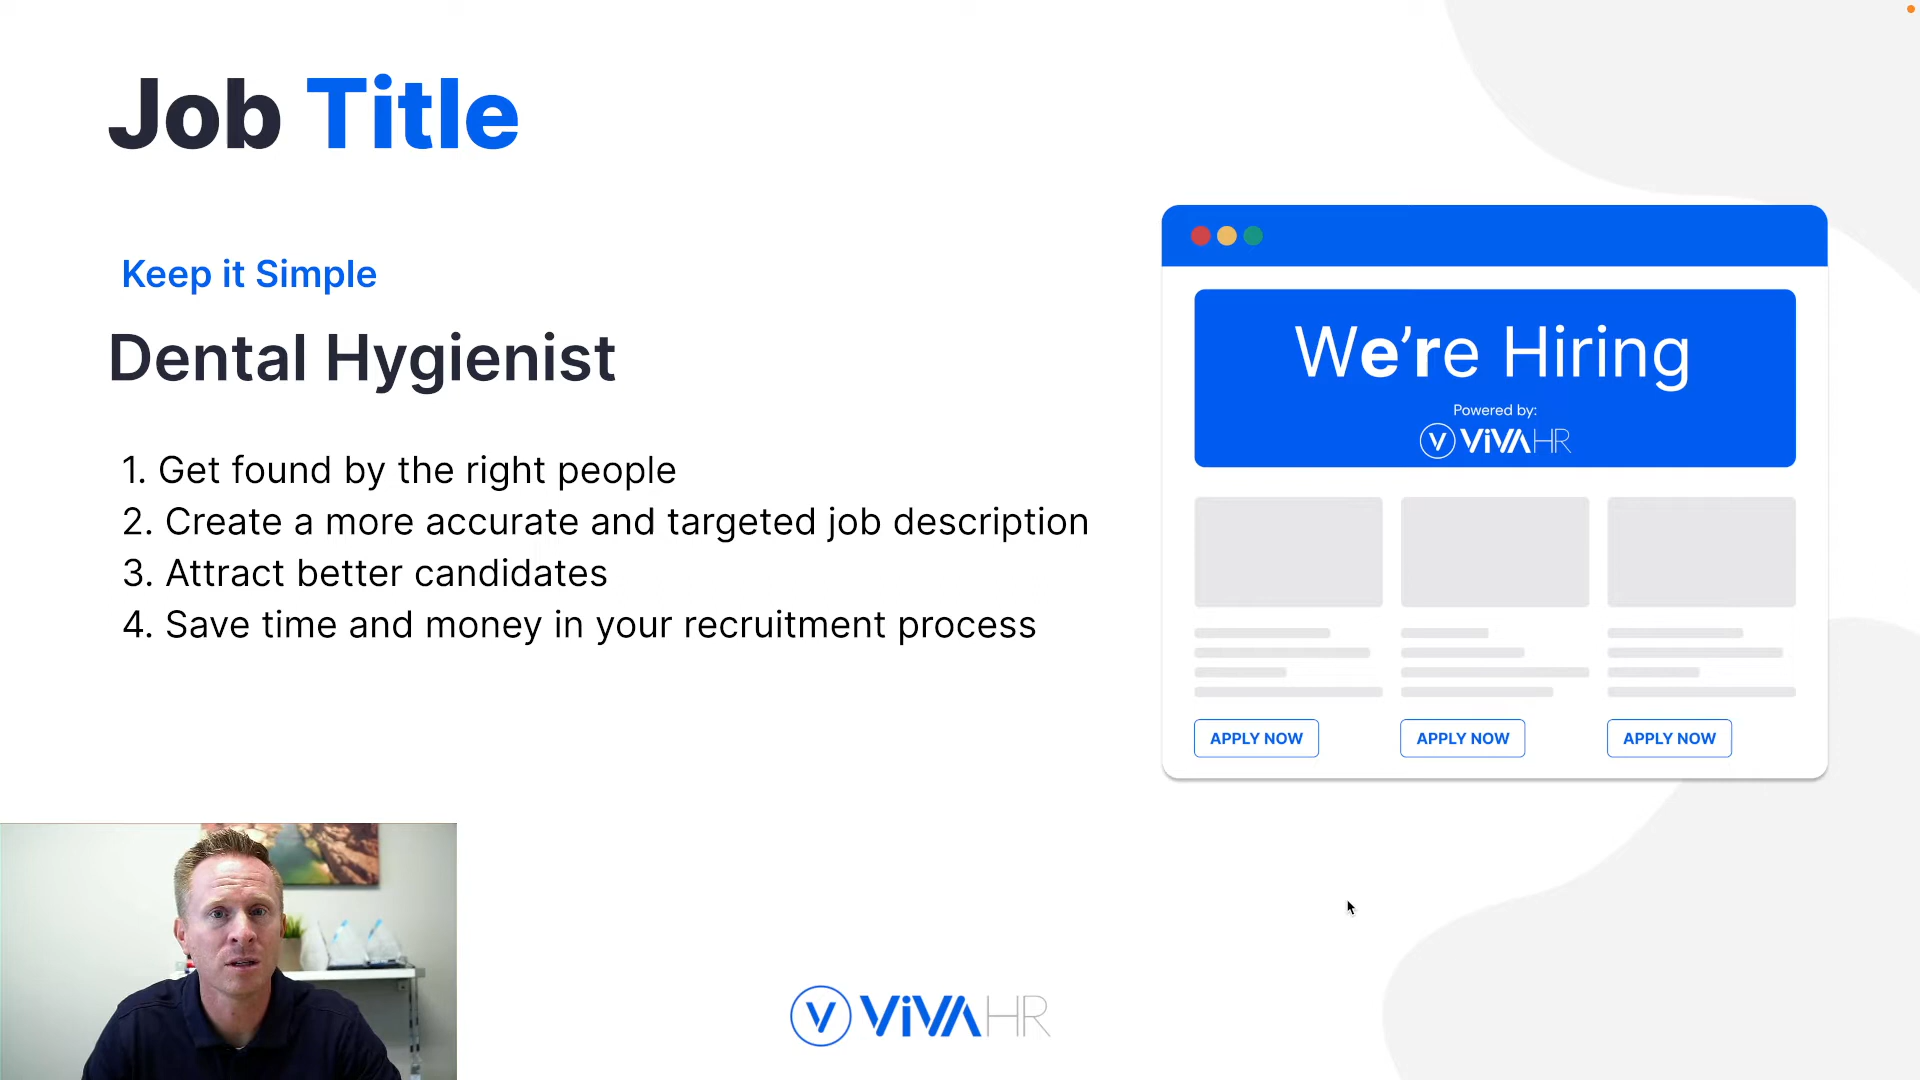 Job Title
Keep it Simple
Dental Hygienist
1. Get found by the right people
2. Create a more accurate and targeted job description
3. Attract better candidates
4. Save time and money in your recruitment process
We’re Hiring
Powered by:
V ViVAHR
APPLY NOW
APPLY NOW
APPLY NOW
V ViVAHR